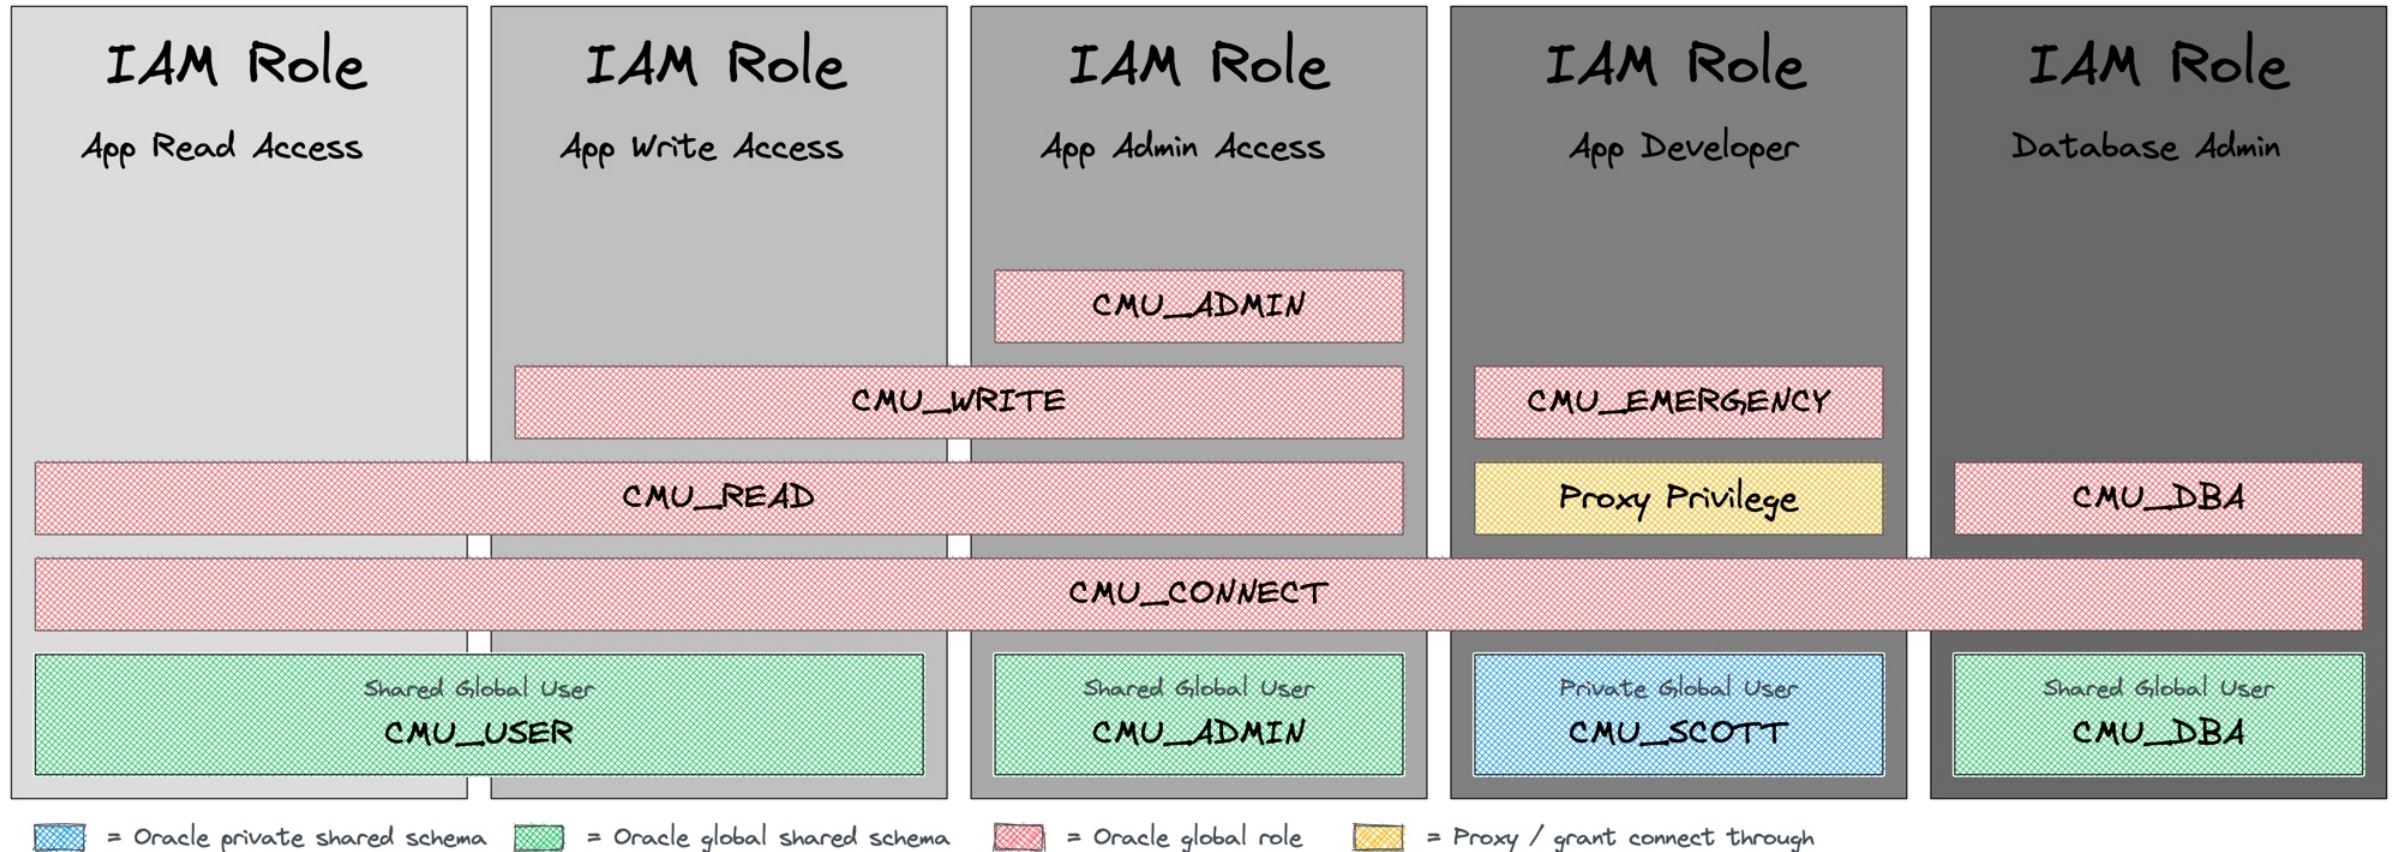 IAM Role
App Read Access
IAM Role
App Write Access
IAM Role
App Admin Access
IAM Role
App Developer
IAM Role
Database Admin
CMU_ADMIN
CMU_WRITE
CMU_EMERGENCY
CMU_READ
Proxy Privilege
CMU_DBA
CMU_CONNECT
Shared Global User
CMU_USER
Shared Global User
CMU_ADMIN
Private Global User
CMU_SCOTT
Shared Global User
CMU_DBA
= Oracle private shared schema
= Oracle global shared schema
= Oracle global role
= Proxy / grant connect through